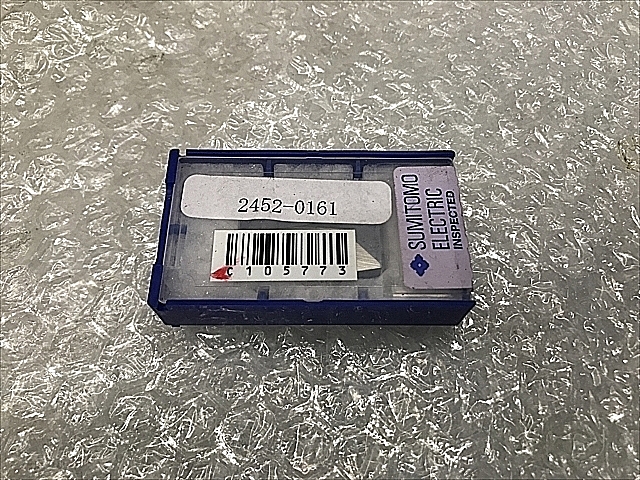 2452-0161
C105773
SUMITOMO
ELECTRIC
INSPECTED